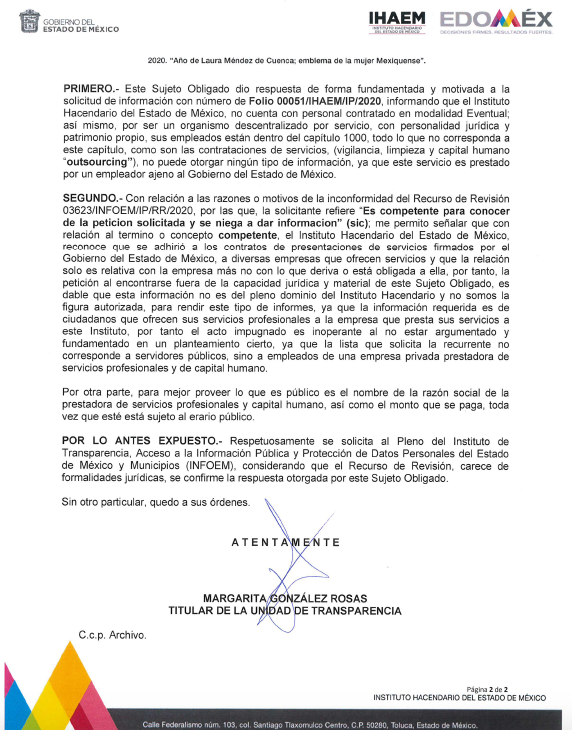 GOBIERNO DEL
ESTADO DE MÉXICO
IHAEM
INSTITUTO HACENDARIO
DEL ESTADO DE MÉXICO
EDOMÉX
DECISIONES FIRMES, RESULTADOS FUERTES.
2020. “Año de Laura Méndez de Cuenca; emblema de la mujer Mexiquense”.
PRIMERO.- Este Sujeto Obligado dio respuesta de forma fundamentada y motivada a la
solicitud de información con número de Folio 00051/IHAEM/IP/2020, informando que el Instituto
Hacendario del Estado de México, no cuenta con personal contratado en modalidad Eventual;
así mismo, por ser un organismo descentralizado por servicio, con personalidad jurídica y
patrimonio propio, sus empleados están dentro del capítulo 1000, todo lo que no corresponda a
este capítulo, como son las contrataciones de servicios, (vigilancia, limpieza y capital humano
“outsourcing”), no puede otorgar ningún tipo de información, ya que este servicio es prestado
por un empleador ajeno al Gobierno del Estado de México.
SEGUNDO.- Con relación a las razones o motivos de la inconformidad del Recurso de Revisión
03623/INFOEM/IP/RR/2020, por las que, la solicitante refiere “Es competente para conocer
de la peticion solicitada y se niega a dar informacion” (sic); me permito señalar que con
relación al termino o concepto competente, el Instituto Hacendario del Estado de México,
reconoce que se adhirió a los contratos de presentaciones de servicios firmados por el
Gobierno del Estado de México, a diversas empresas que ofrecen servicios y que la relación
solo es relativa con la empresa más no con lo que deriva o está obligada a ella, por tanto, la
petición al encontrarse fuera de la capacidad jurídica y material de este Sujeto Obligado, es
dable que esta información no es del pleno dominio del Instituto Hacendario y no somos la
figura autorizada, para rendir este tipo de informes, ya que la información requerida es de
ciudadanos que ofrecen sus servicios profesionales a la empresa que presta sus servicios a
este Instituto, por tanto el acto impugnado es inoperante al no estar argumentado y
fundamentado en un planteamiento cierto, ya que la lista que solicita la recurrente no
corresponde a servidores públicos, sino a empleados de una empresa privada prestadora de
servicios profesionales y de capital humano.
Por otra parte, para mejor proveer lo que es público es el nombre de la razón social de la
prestadora de servicios profesionales y capital humano, así como el monto que se paga, toda
vez que esté está sujeto al erario público.
POR LO ANTES EXPUESTO.- Respetuosamente se solicita al Pleno del Instituto de
Transparencia, Acceso a la Información Pública y Protección de Datos Personales del Estado
de México y Municipios (INFOEM), considerando que el Recurso de Revisión, carece de
formalidades jurídicas, se confirme la respuesta otorgada por este Sujeto Obligado.
Sin otro particular, quedo a sus órdenes.
ATENTAMENTE
MARGARITA GONZÁLEZ ROSAS
TITULAR DE LA UNIDAD DE TRANSPARENCIA
C.c.p. Archivo.
Página 2 de 2
INSTITUTO HACENDARIO DEL ESTADO DE MÉXICO
Calle Federalismo núm. 103, col. Santiago Tlaxomulco Centro, C.P. 50280, Toluca, Estado de México.